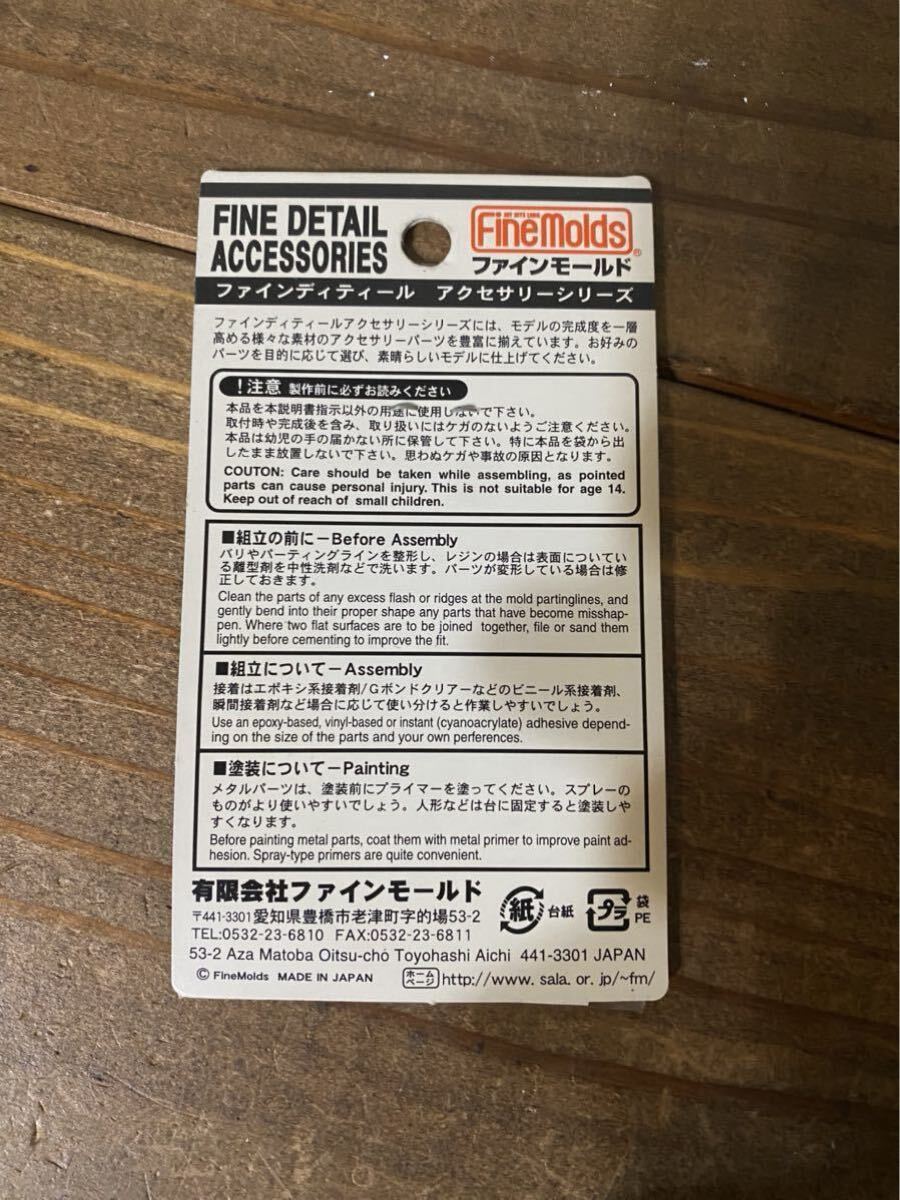 FINE DETAIL
ACCESSORIES
FineMolds
®
ファインモールド
ファインディティール アクセサリーシリーズ
ファインディティールアクセサリーシリーズには、モデルの完成度を一層
高める様々な素材のアクセサリーパーツを豊富に揃えています。お好みの
パーツを目的に応じて選び、素晴らしいモデルに仕上げてください。
!注意 製作前に必ずお読みください
本品を本説明書指示以外の用途に使用しないで下さい。
取付時や完成後を含み、取り扱いにはケガのないようご注意ください。
本品は幼児の手の届かない所に保管して下さい。特に本品を袋から出
したまま放置しないで下さい。思わぬケガや事故の原因となります。
COUTON: Care should be taken while assembling, as pointed
parts can cause personal injury. This is not suitable for age 14.
Keep out of reach of small children.
■組立の前に−Before Assembly
バリやパーティングラインを整形し、レジンの場合は表面についてい
る離型剤を中性洗剤などで洗います。パーツが変形している場合は修
正しておきます。
Clean the parts of any excess flash or ridges at the mold partinglines, and
gently bend into their proper shape any parts that have become misshap-
pen. Where two flat surfaces are to be joined together, file or sand them
lightly before cementing to improve the fit.
■組立について−Assembly
接着はエポキシ系接着剤/Gボンドクリアーなどのビニール系接着剤、
瞬間接着剤など場合に応じて使い分けると作業しやすいでしょう。
Use an epoxy-based, vinyl-based or instant (cyanoacrylate) adhesive depend-
ing on the size of the parts and your own perferences.
■塗装について−Painting
メタルパーツは、塗装前にプライマーを塗ってください。スプレーの
ものがより使いやすいでしょう。人形などは台に固定すると塗装しや
すくなります。
Before painting metal parts, coat them with metal primer to improve paint ad-
hesion. Spray-type primers are quite convenient.
有限会社ファインモールド
〒441-3301愛知県豊橋市老津町字的場53-2
TEL:0532-23-6810 FAX:0532-23-6811
紙 台紙
プラ 袋 PE
53-2 Aza Matoba Oitsu-cho Toyohashi Aichi 441-3301 JAPAN
© FineMolds MADE IN JAPAN
ホームページ http://www. sala. or. jp/~fm/